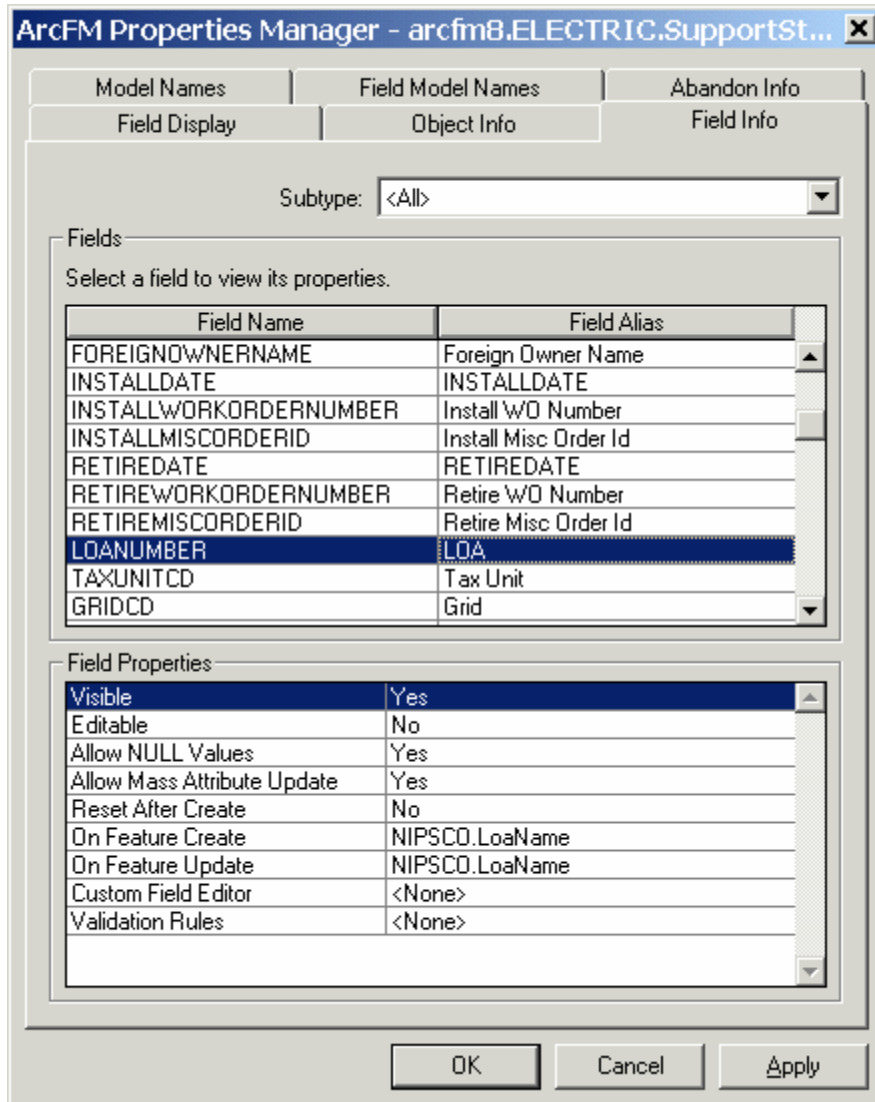 ArcFM Properties Manager - arcfm8.ELECTRIC.SupportSt...
Model Names Field Model Names Abandon Info
Field Display Object Info Field Info
Subtype: <All>
Fields
Select a field to view its properties.
Field Name Field Alias
FOREIGNOWNERNAME Foreign Owner Name
INSTALLDATE INSTALLDATE
INSTALLWORKORDERNUMBER Install WO Number
INSTALLMISCORDERID Install Misc Order Id
RETIREDATE RETIREDATE
RETIREWORKORDERNUMBER Retire WO Number
RETIREMISCORDERID Retire Misc Order Id
LOANUMBER LOA
TAXUNITCD Tax Unit
GRIDCD Grid
Field Properties
Visible Yes
Editable No
Allow NULL Values Yes
Allow Mass Attribute Update Yes
Reset After Create No
On Feature Create NIPSCO.LoaName
On Feature Update NIPSCO.LoaName
Custom Field Editor <None>
Validation Rules <None>
OK Cancel Apply